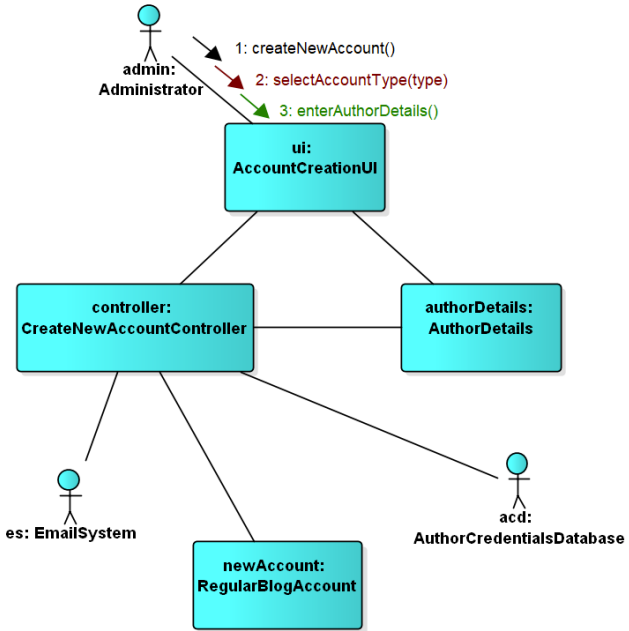 1: createNewAccount()
admin:
Administrator
2: selectAccountType(type)
3: enterAuthorDetails()
ui:
AccountCreationUI
controller:
CreateNewAccountController
authorDetails:
AuthorDetails
es: EmailSystem
acd:
AuthorCredentialsDatabase
newAccount:
RegularBlogAccount